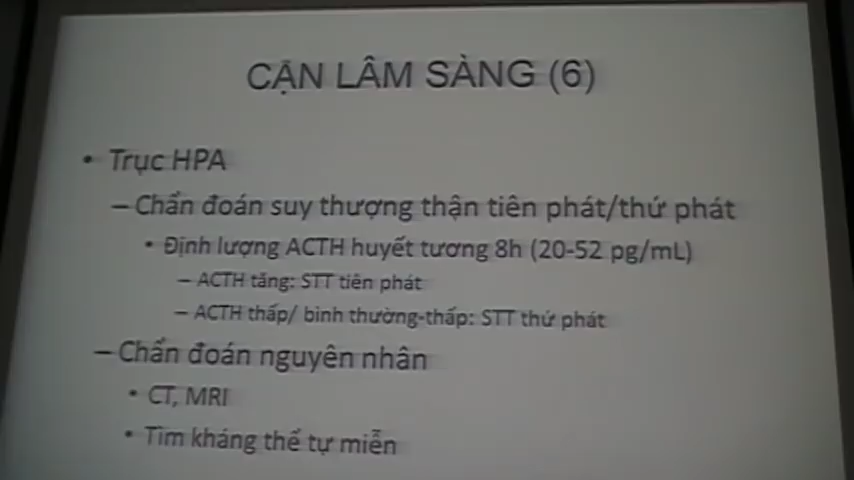 CẬN LÂM SÀNG (6)
• Trục HPA
– Chẩn đoán suy thượng thận tiên phát/thứ phát
• Định lượng ACTH huyết tương 8h (20-52 pg/mL)
– ACTH tăng: STT tiên phát
– ACTH thấp/ bình thường-thấp: STT thứ phát
– Chẩn đoán nguyên nhân
• CT, MRI
• Tìm kháng thể tự miễn